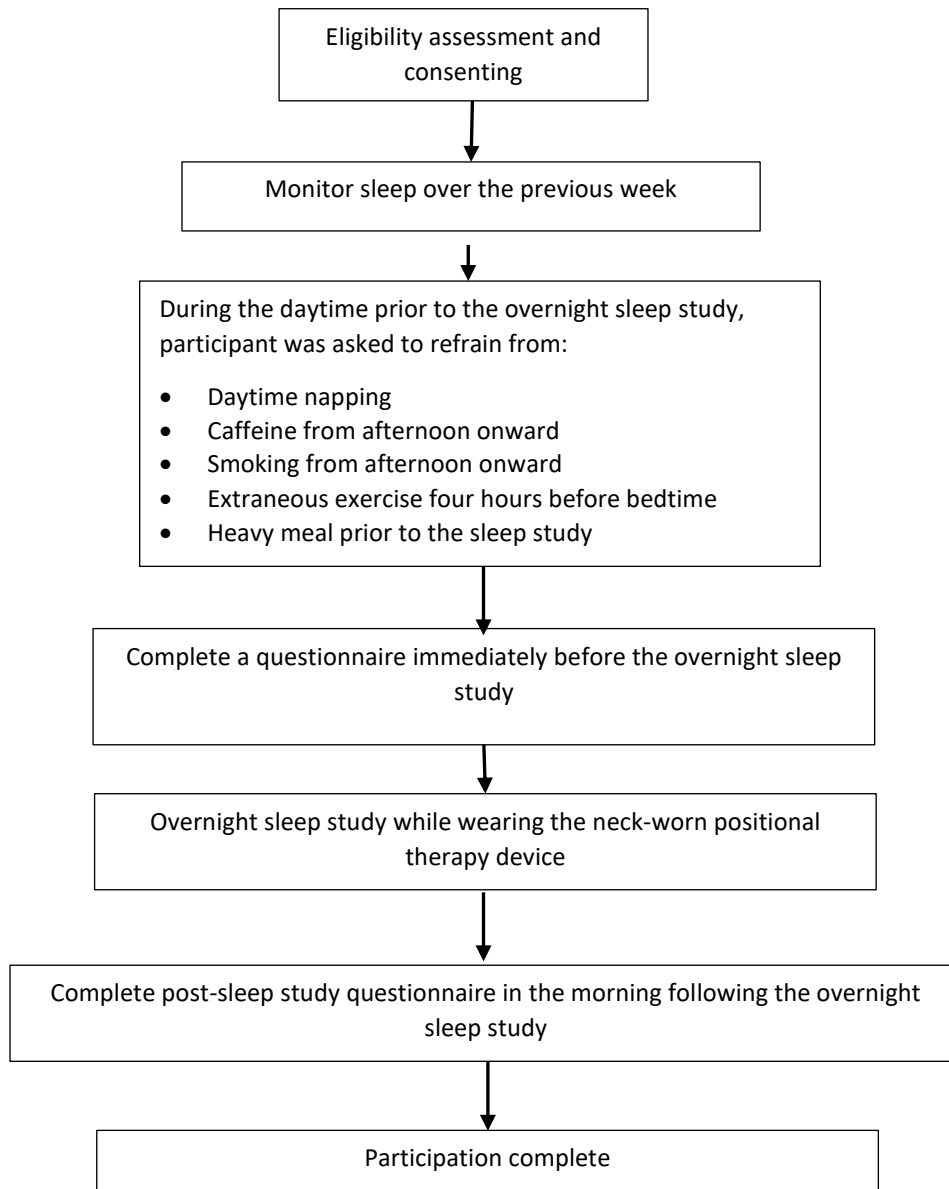 Eligibility assessment and
consenting
Monitor sleep over the previous week
During the daytime prior to the overnight sleep study,
participant was asked to refrain from:
• Daytime napping
• Caffeine from afternoon onward
• Smoking from afternoon onward
• Extraneous exercise four hours before bedtime
• Heavy meal prior to the sleep study
Complete a questionnaire immediately before the overnight sleep
study
Overnight sleep study while wearing the neck-worn positional
therapy device
Complete post-sleep study questionnaire in the morning following the overnight
sleep study
Participation complete